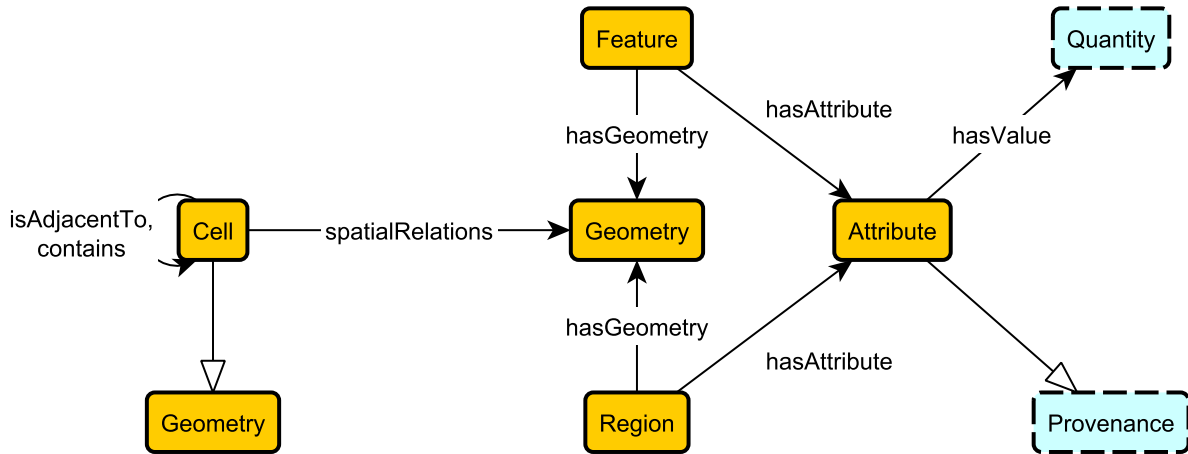 Feature
Quantity
hasAttribute
hasGeometry
hasValue
isAdjacentTo,
contains
Cell
spatialRelations
Geometry
Attribute
hasGeometry
hasAttribute
Geometry
Region
Provenance